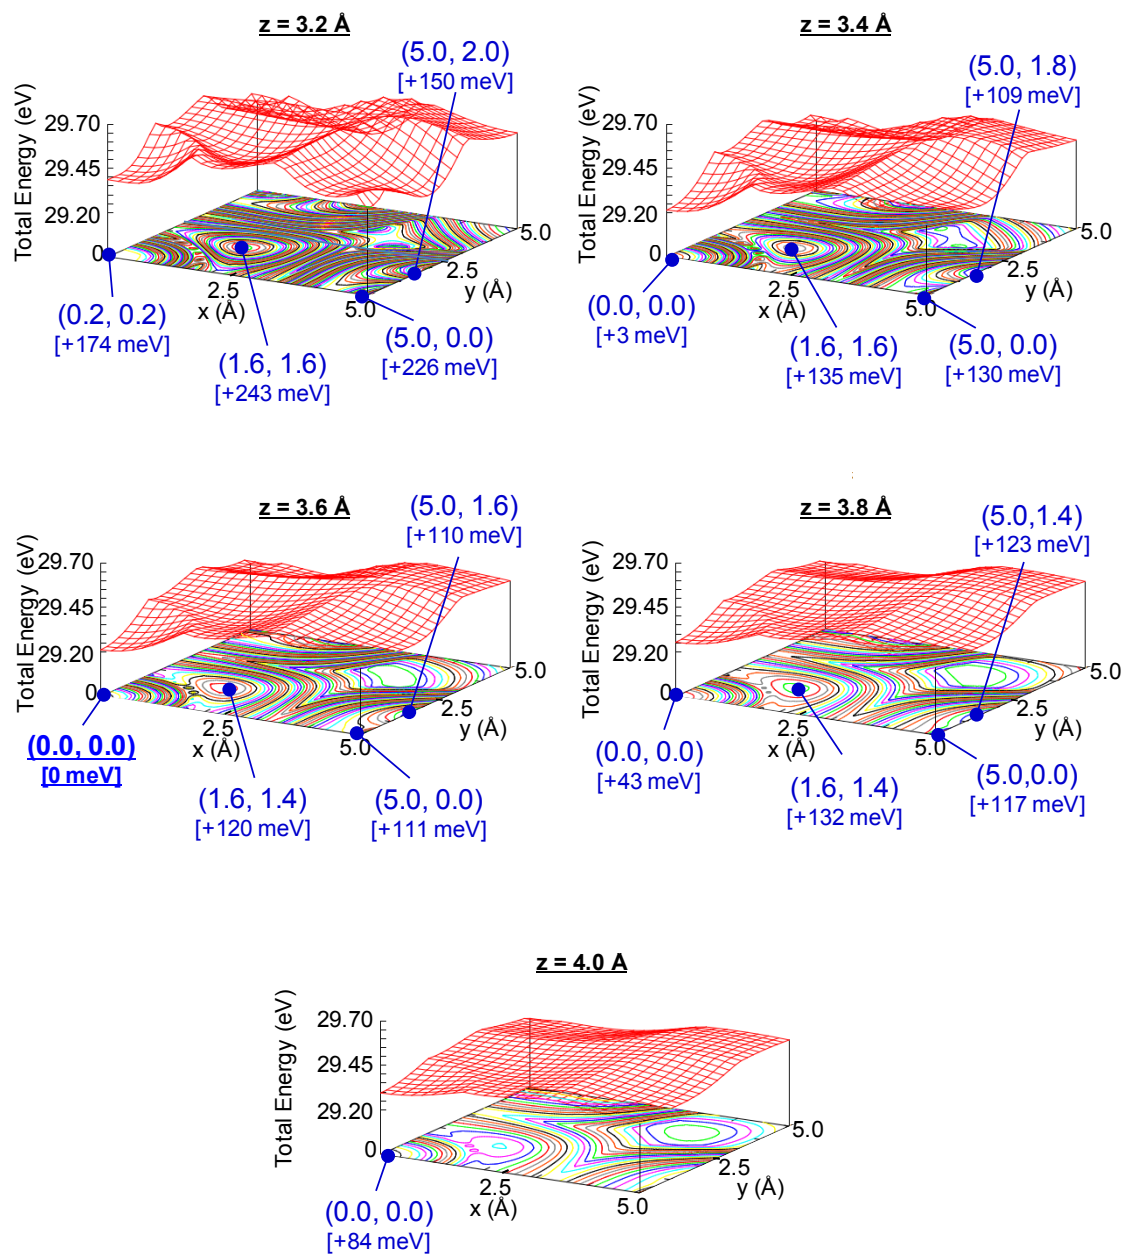 z = 3.2 Å
(5.0, 2.0)
[+150 meV]
Total Energy (eV)
29.70
29.45
29.20
0
2.5
x (Å)
5.0
y (Å)
2.5
5.0
(0.2, 0.2)
[+174 meV]
(1.6, 1.6)
[+243 meV]
(5.0, 0.0)
[+226 meV]
z = 3.4 Å
(5.0, 1.8)
[+109 meV]
Total Energy (eV)
29.70
29.45
29.20
0
2.5
x (Å)
5.0
y (Å)
2.5
5.0
(0.0, 0.0)
[+3 meV]
(1.6, 1.6)
[+135 meV]
(5.0, 0.0)
[+130 meV]
z = 3.6 Å
(5.0, 1.6)
[+110 meV]
Total Energy (eV)
29.70
29.45
29.20
0
2.5
x (Å)
5.0
y (Å)
2.5
5.0
(0.0, 0.0)
[0 meV]
(1.6, 1.4)
[+120 meV]
(5.0, 0.0)
[+111 meV]
z = 3.8 Å
(5.0,1.4)
[+123 meV]
Total Energy (eV)
29.70
29.45
29.20
0
2.5
x (Å)
5.0
y (Å)
2.5
5.0
(0.0, 0.0)
[+43 meV]
(1.6, 1.4)
[+132 meV]
(5.0,0.0)
[+117 meV]
z = 4.0 Å
Total Energy (eV)
29.70
29.45
29.20
0
2.5
x (Å)
5.0
y (Å)
2.5
5.0
(0.0, 0.0)
[+84 meV]